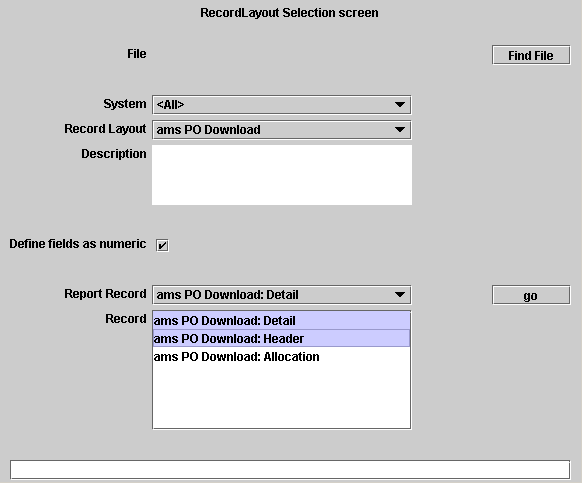 RecordLayout Selection screen
File
Find File
System
<All>
Record Layout
ams PO Download
Description
Define fields as numeric
Report Record
ams PO Download: Detail
go
Record
ams PO Download: Detail
ams PO Download: Header
ams PO Download: Allocation